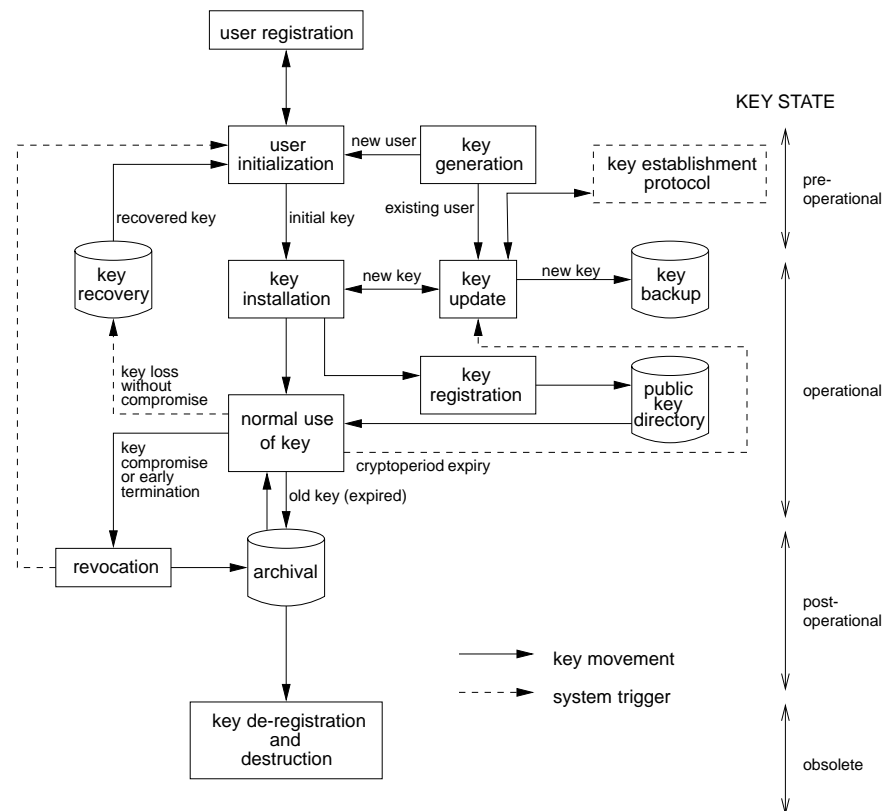 user registration
KEY STATE
user
initialization
new user
key
generation
key establishment
protocol
pre-
operational
recovered key
initial key
existing user
key
recovery
key
installation
new key
key
update
new key
key
backup
key loss
without
compromise
key
registration
public
key
directory
operational
normal use
of key
key
compromise
or early
termination
cryptoperiod expiry
old key (expired)
revocation
archival
post-
operational
key movement
system trigger
key de-registration
and
destruction
obsolete